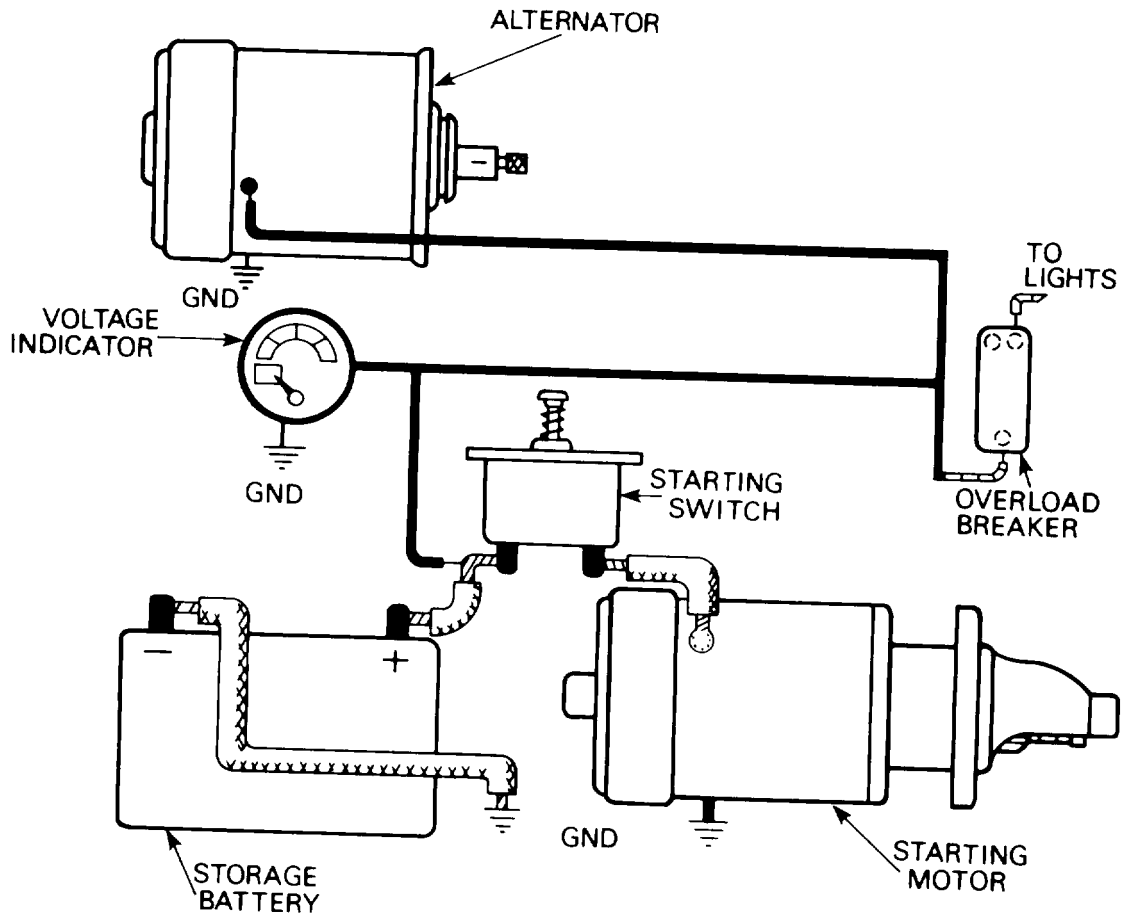 ALTERNATOR
GND
TO
LIGHTS
VOLTAGE
INDICATOR
GND
STARTING
SWITCH
OVERLOAD
BREAKER
−
+
GND
STARTING
MOTOR
STORAGE
BATTERY